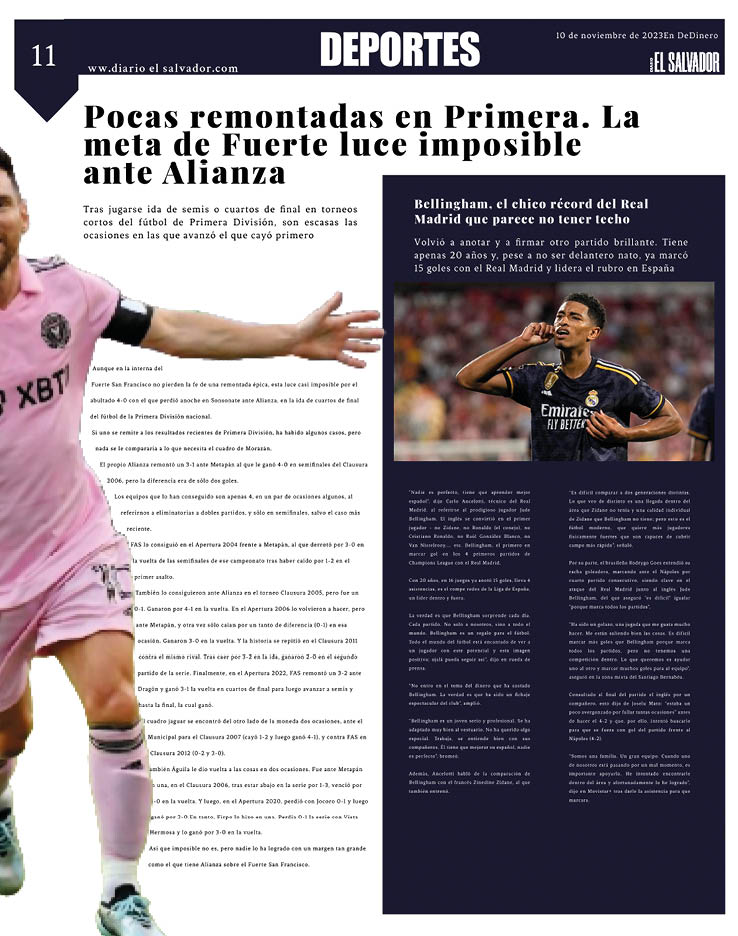 11
www.diario el salvador.com
DEPORTES
10 de noviembre de 2023En DeDinero
DIARIO EL SALVADOR
Pocas remontadas en Primera. La
meta de Fuerte luce imposible
ante Alianza
Tras jugarse ida de semis o cuartos de final en torneos
cortos del fútbol de Primera División, son escasas las
ocasiones en las que avanzó el que cayó primero
XBT
Aunque en la interna del
Fuerte San Francisco no pierden la fe de una remontada épica, esta luce casi imposible por el
abultado 4-0 con el que perdió anoche en Sonsonate ante Alianza, en la ida de cuartos de final
del fútbol de la Primera División nacional.
Si uno se remite a los resultados recientes de Primera División, ha habido algunos casos, pero
nada se le compararía a lo que necesita el cuadro de Morazán.
El propio Alianza remontó un 3-1 ante Metapán al que le ganó 4-0 en semifinales del Clausura
2006, pero la diferencia era de sólo dos goles.
Los equipos que lo han conseguido son apenas 4, en un par de ocasiones algunos, al
referirnos a eliminatorias a dobles partidos, y sólo en semifinales, salvo el caso más
reciente.
FAS lo consiguió en el Apertura 2004 frente a Metapán, al que derrotó por 3-0 en
la vuelta de las semifinales de ese campeonato tras haber caído por 1-2 en el
primer asalto.
También lo consiguieron ante Alianza en el torneo Clausura 2005, pero fue un
0-1. Ganaron por 4-1 en la vuelta. En el Apertura 2006 lo volvieron a hacer, pero
ante Metapán, y otra vez sólo caían por un tanto de diferencia (0-1) en esa
ocasión. Ganaron 3-0 en la vuelta. Y la historia se repitió en el Clausura 2011
contra el mismo rival. Tras caer por 3-2 en la ida, ganaron 2-0 en el segundo
partido de la serie. Finalmente, en el Apertura 2022, FAS remontó un 3-2 ante
Dragón y ganó 3-1 la vuelta en cuartos de final para luego avanzar a semis y
hasta la final, la cual ganó.
El cuadro jaguar se encontró del otro lado de la moneda dos ocasiones, ante el
Municipal para el Clausura 2007 (cayó 1-2 y luego ganó 4-1), y contra FAS en
Clausura 2012 (0-2 y 3-0).
ambién Águila le dio vuelta a las cosas en dos ocasiones. Fue ante Metapán
una, en el Clausura 2006, tras estar abajo en la serie por 1-3, venció por
-0 en la vuelta. Y luego, en el Apertura 2020, perdió con Jocoro 0-1 y luego
ganó por 2-0 En tanto, Firpo lo hizo en una. Perdía 0-1 la serie con Vista
Hermosa y lo ganó por 3-0 en la vuelta.
Así que imposible no es, pero nadie lo ha logrado con un margen tan grande
como el que tiene Alianza sobre el Fuerte San Francisco.
Bellingham, el chico récord del Real
Madrid que parece no tener techo
Volvió a anotar y a firmar otro partido brillante. Tiene
apenas 20 años y, pese a no ser delantero nato, ya marcó
15 goles con el Real Madrid y lidera el rubro en España
Emirates
FLY BETTER
"Nadie es perfecto, tiene que aprender mejor
español", dijo Carlo Ancelotti, técnico del Real
Madrid, al referirse al prodigioso jugador Jude
Bellingham. El inglés se convirtió en el primer
jugador - no Zidane, no Ronaldo (el conejo), no
Cristiano Ronaldo, no Raúl González Blanco, no
Van Nistelrooy... etc. Bellingham, el primero en
marcar gol en los 4 primeros partidos de
Champions League con el Real Madrid.
Con 20 años, en 16 juegos ya anotó 15 goles, lleva 4
asistencias, es el rompe redes de la Liga de España,
un líder dentro y fuera.
La verdad es que Bellingham sorprende cada día.
Cada partido. No solo a nosotros, sino a todo el
mundo. Bellingham es un regalo para el fútbol.
Todo el mundo del fútbol está encantado de ver a
un jugador con este potencial y esta imagen
positiva; ojalá pueda seguir así", dijo en rueda de
prensa.
"No entro en el tema del dinero que ha costado
Bellingham. La verdad es que ha sido un fichaje
espectacular del club", amplió.
"Bellingham es un joven serio y profesional. Se ha
adaptado muy bien al vestuario. No ha querido algo
especial. Trabaja, se entiende bien con sus
compañeros. Él tiene que mejorar su español, nadie
es perfecto", bromeó.
Además, Ancelotti habló de la comparación de
Bellingham con el francés Zinedine Zidane, al que
también entrenó.
"Es difícil comparar a dos generaciones distintas.
Lo que veo de distinto es una llegada dentro del
área que Zidane no tenía y una calidad individual
de Zidane que Bellingham no tiene; pero este es el
fútbol moderno, que quiere más jugadores
físicamente fuertes que son capaces de cubrir
campo más rápido", señaló.
Por su parte, el brasileño Rodrygo Goes extendió su
racha goleadora, marcando ante el Nápoles por
cuarto partido consecutivo, siendo clave en el
ataque del Real Madrid junto al inglés Jude
Bellingham, del que aseguró "es difícil" igualar
"porque marca todos los partidos".
"Ha sido un golazo, una jugada que me gusta mucho
hacer. Me están saliendo bien las cosas. Es difícil
marcar más goles que Bellingham porque marca
todos los partidos, pero no tenemos una
competición dentro. Lo que queremos es ayudar
uno al otro y marcar muchos goles para el equipo",
aseguró en la zona mixta del Santiago Bernabéu.
Consultado al final del partido el inglés por un
compañero, esto dijo de Joselu Mato: "estaba un
poco avergonzado por fallar tantas ocasiones" antes
de hacer el 4-2 y que, por ello, intentó buscarlo
para que se fuera con gol del partido frente al
Nápoles (4-2).
"Somos una familia. Un gran equipo. Cuando uno
de nosotros está pasando por un mal momento, es
importante apoyarlo. He intentado encontrarle
dentro del área y afortunadamente lo he logrado",
dijo en Movistar+ tras darle la asistencia para que
marcara.